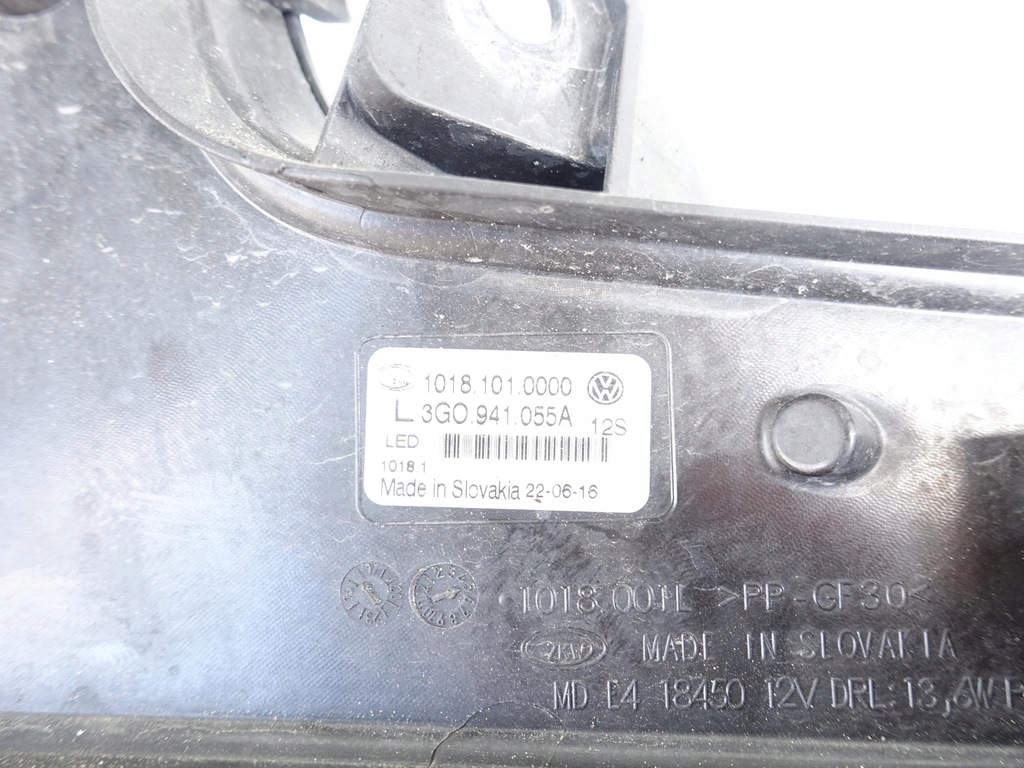 1018.101.0000
L 3G0.941.055A 12S
LED
1018.1
Made in Slovakia 22-06-16
1018.001L >PP-GF30<
ZKW MADE IN SLOVAKIA
MD E4 18450 12V DRL: 13,6W